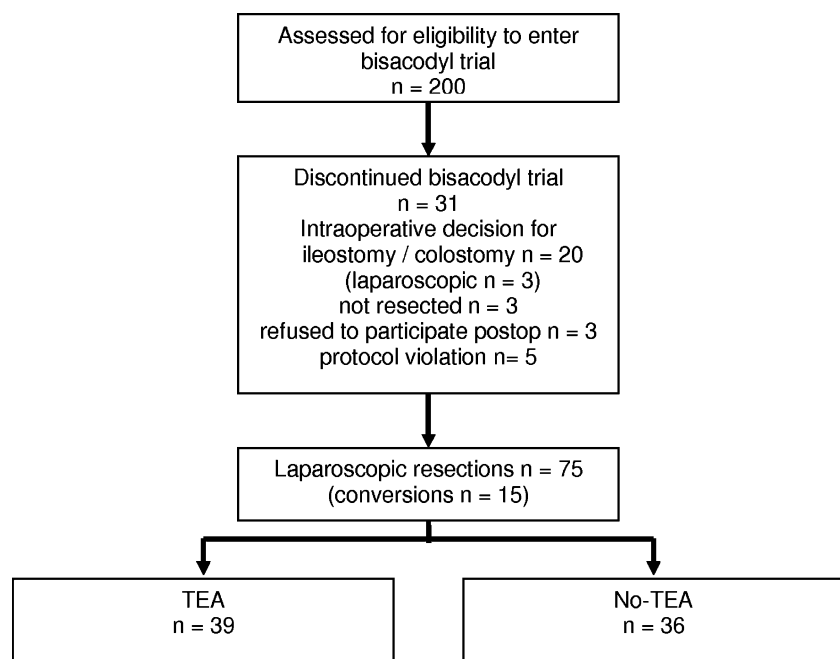 Assessed for eligibility to enter
bisacodyl trial
n = 200
Discontinued bisacodyl trial
n = 31
Intraoperative decision for
ileostomy / colostomy n = 20
(laparoscopic n = 3)
not resected n = 3
refused to participate postop n = 3
protocol violation n= 5
Laparoscopic resections n = 75
(conversions n = 15)
TEA
n = 39
No-TEA
n = 36